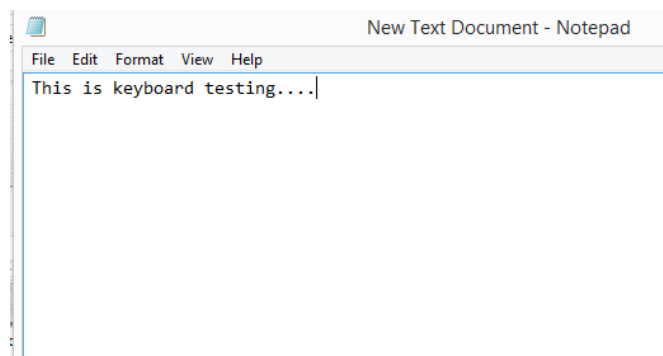 New Text Document - Notepad
File Edit Format View Help
This is keyboard testing....